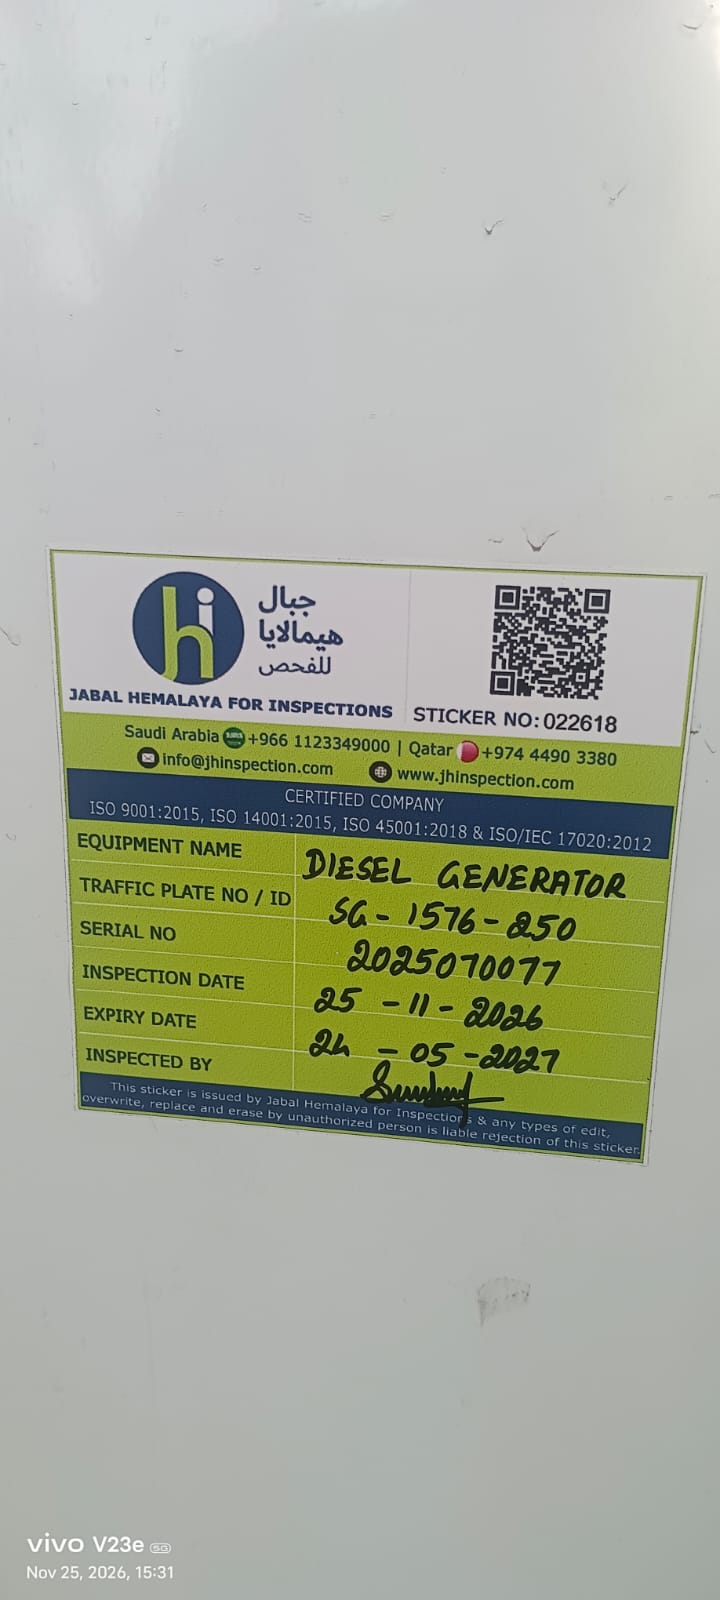 hi
جبال
هيمالايا
للفحص
JABAL HEMALAYA FOR INSPECTIONS
STICKER NO: 022618
Saudi Arabia +966 1123349000 | Qatar +974 4490 3380
info@jhinspection.com www.jhinspection.com
CERTIFIED COMPANY
ISO 9001:2015, ISO 14001:2015, ISO 45001:2018 & ISO/IEC 17020:2012
EQUIPMENT NAME DIESEL GENERATOR
TRAFFIC PLATE NO / ID SG-1576-250
SERIAL NO 2025070077
INSPECTION DATE 25-11-2026
EXPIRY DATE 24-05-2027
INSPECTED BY
This sticker is issued by Jabal Hemalaya for Inspections & any types of edit,
overwrite, replace and erase by unauthorized person is liable rejection of this sticker.
vivo V23e 5G
Nov 25, 2026, 15:31